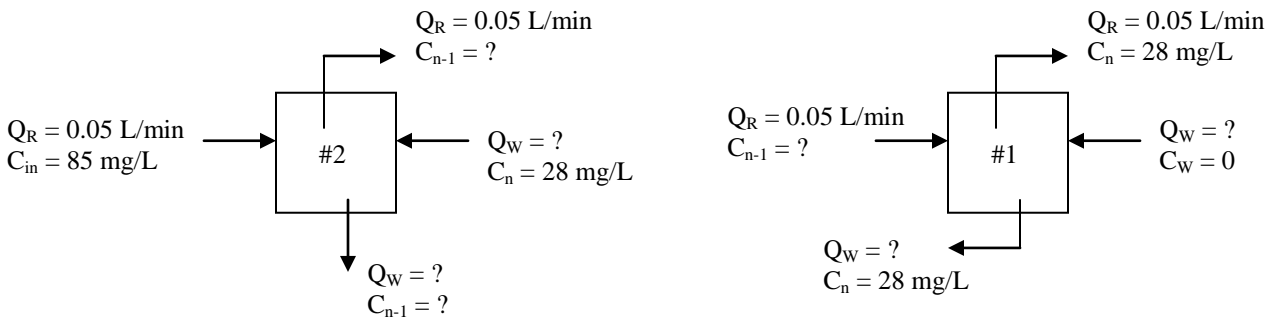 Q_R = 0.05 L/min
C_n-1 = ?
Q_R = 0.05 L/min
C_in = 85 mg/L
#2
Q_W = ?
C_n = 28 mg/L
Q_W = ?
C_n-1 = ?
Q_R = 0.05 L/min
C_n = 28 mg/L
Q_R = 0.05 L/min
C_n-1 = ?
#1
Q_W = ?
C_W = 0
Q_W = ?
C_n = 28 mg/L